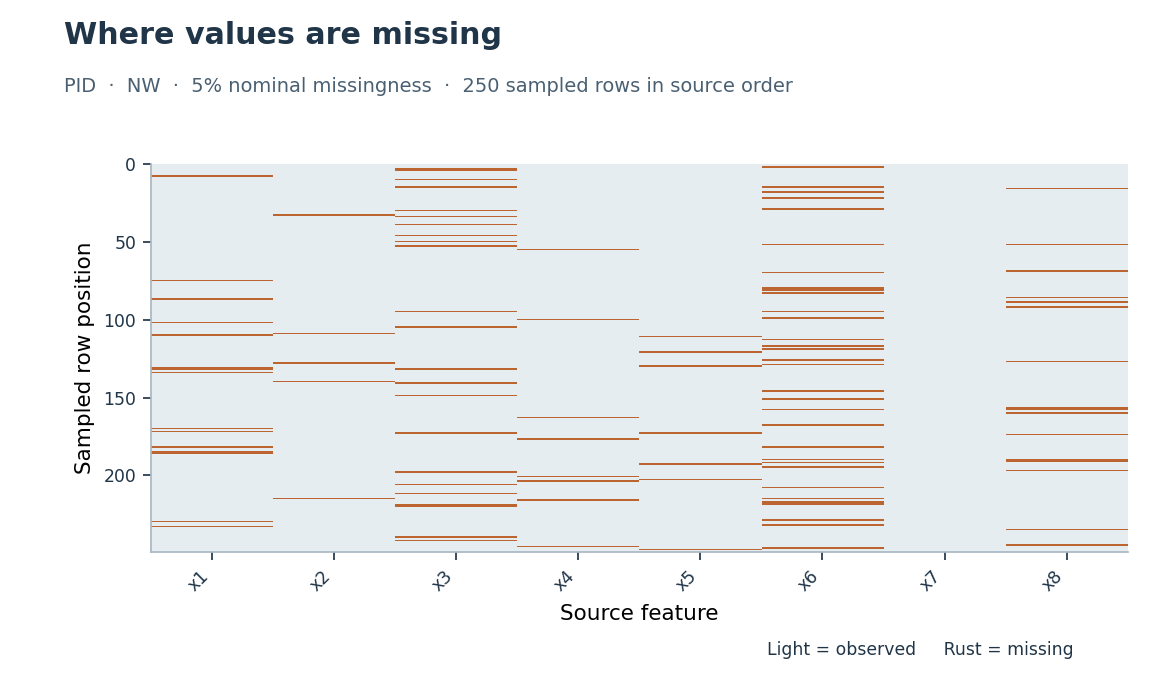 Where values are missing
PID · NW · 5% nominal missingness · 250 sampled rows in source order
0
50
100
150
200
Sampled row position
x1 x2 x3 x4 x5 x6 x7 x8
Source feature
Light = observed Rust = missing